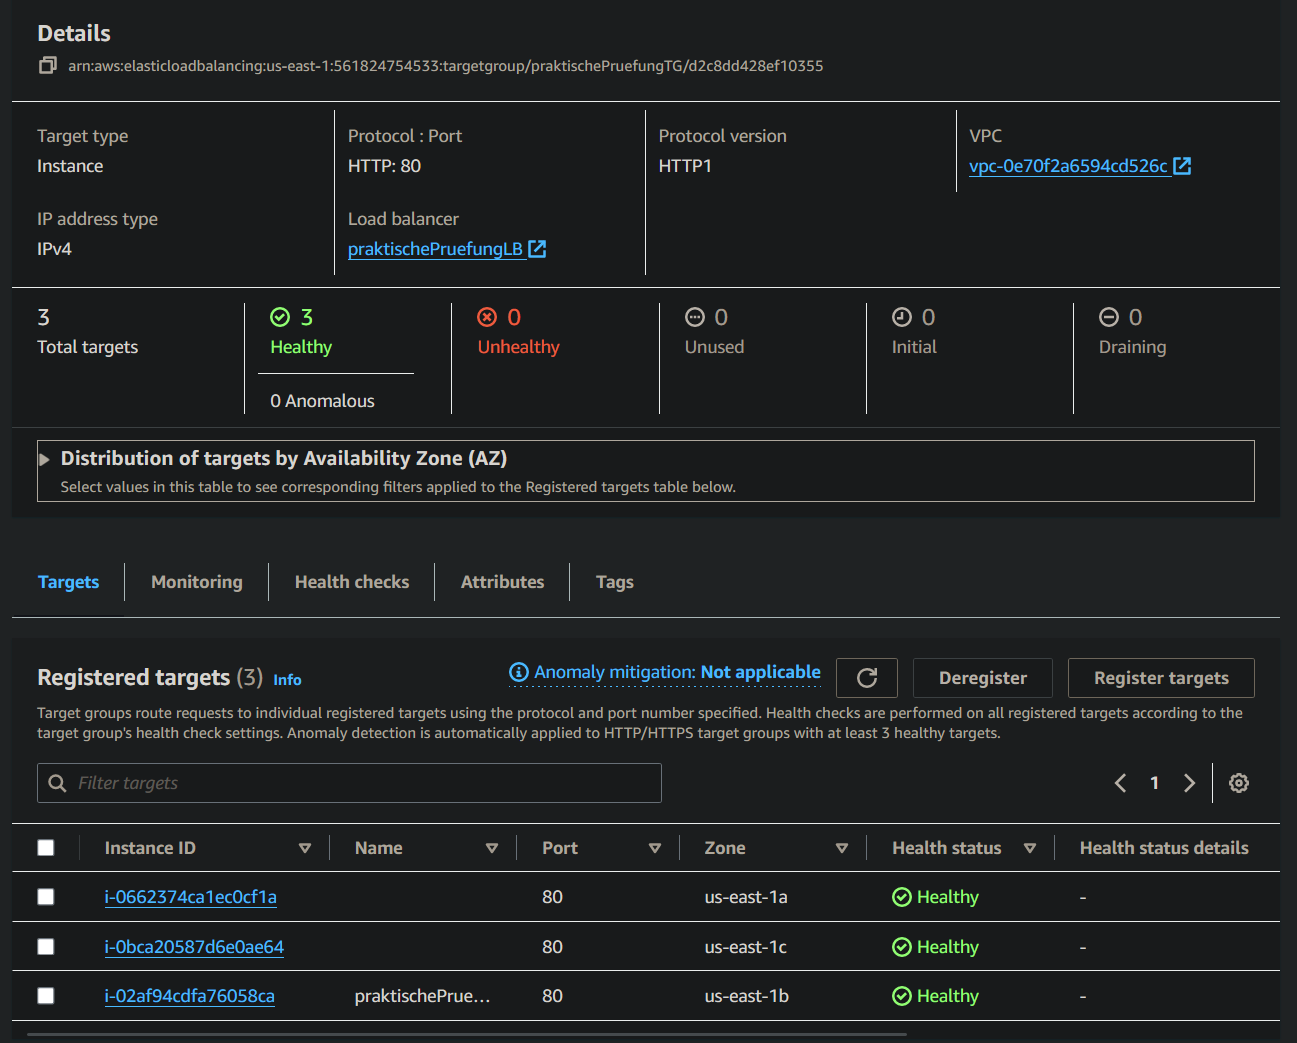 Details
arn:aws:elasticloadbalancing:us-east-1:561824754533:targetgroup/praktischePruefungTG/d2c8dd428ef10355
Target type
Instance
Protocol : Port
HTTP: 80
Protocol version
HTTP1
VPC
vpc-0e70f2a6594cd526c
IP address type
IPv4
Load balancer
praktischePruefungLB
3
Total targets
3
Healthy
0 Anomalous
0
Unhealthy
0
Unused
0
Initial
0
Draining
Distribution of targets by Availability Zone (AZ)
Select values in this table to see corresponding filters applied to the Registered targets table below.
Targets
Monitoring
Health checks
Attributes
Tags
Registered targets (3) Info
Anomaly mitigation: Not applicable
Deregister
Register targets
Target groups route requests to individual registered targets using the protocol and port number specified. Health checks are performed on all registered targets according to the
target group's health check settings. Anomaly detection is automatically applied to HTTP/HTTPS target groups with at least 3 healthy targets.
Filter targets
1
Instance ID Name Port Zone Health status Health status details
i-0662374ca1ec0cf1a 80 us-east-1a Healthy -
i-0bca20587d6e0ae64 80 us-east-1c Healthy -
i-02af94cdfa76058ca praktischePrue... 80 us-east-1b Healthy -